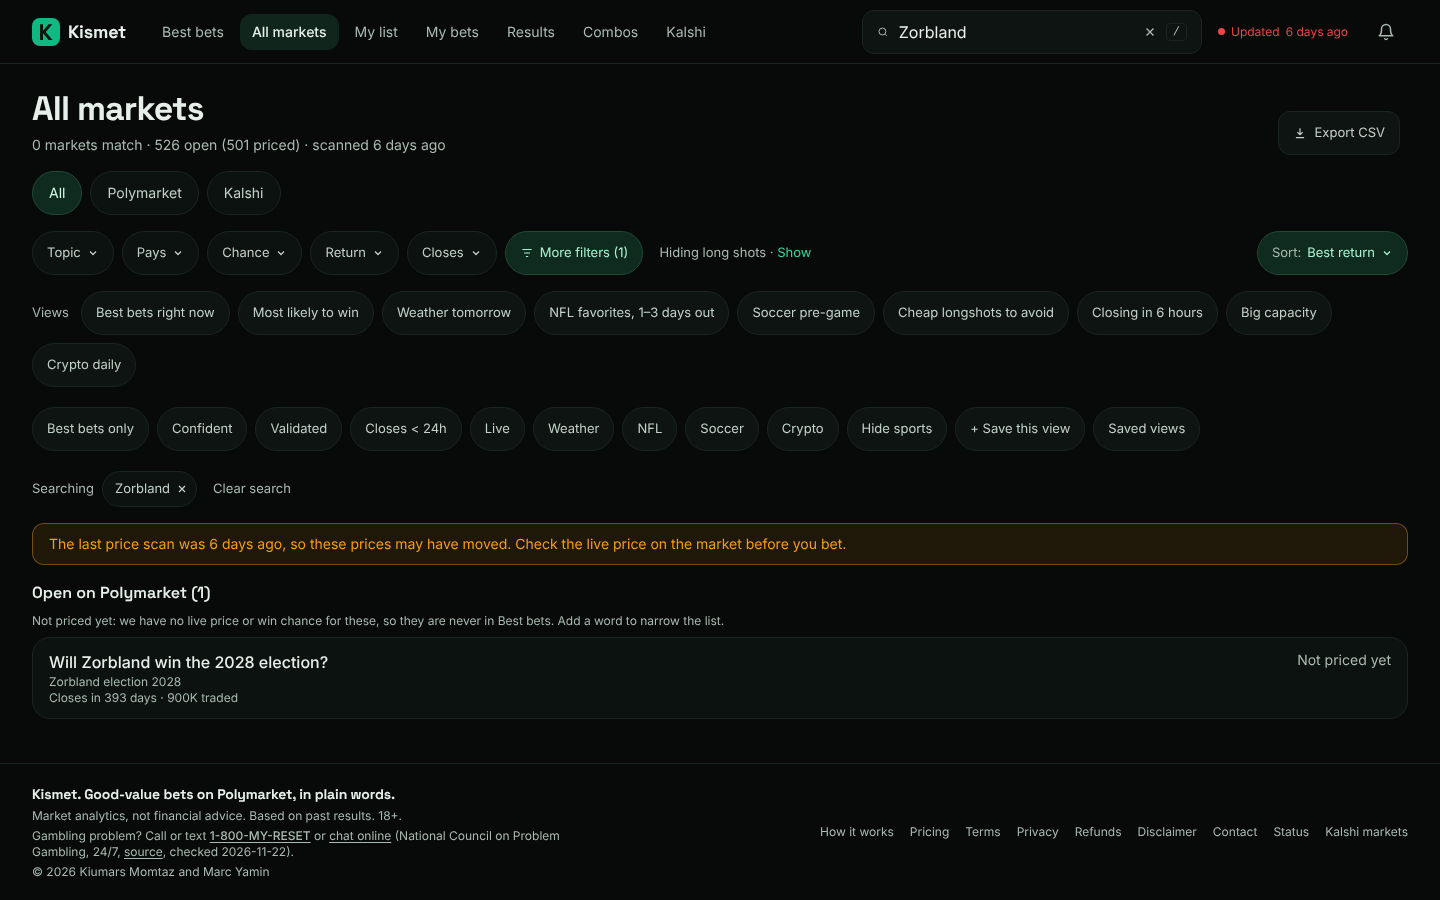 K Kismet Best bets All markets My list My bets Results Combos Kalshi Zorbland × / Updated 6 days ago
All markets
0 markets match · 526 open (501 priced) · scanned 6 days ago
Export CSV
All Polymarket Kalshi
Topic Pays Chance Return Closes More filters (1) Hiding long shots · Show Sort: Best return
Views Best bets right now Most likely to win Weather tomorrow NFL favorites, 1–3 days out Soccer pre-game Cheap longshots to avoid Closing in 6 hours Big capacity
Crypto daily
Best bets only Confident Validated Closes < 24h Live Weather NFL Soccer Crypto Hide sports + Save this view Saved views
Searching Zorbland × Clear search
The last price scan was 6 days ago, so these prices may have moved. Check the live price on the market before you bet.
Open on Polymarket (1)
Not priced yet: we have no live price or win chance for these, so they are never in Best bets. Add a word to narrow the list.
Will Zorbland win the 2028 election? Not priced yet
Zorbland election 2028
Closes in 393 days · 900K traded
Kismet. Good-value bets on Polymarket, in plain words.
Market analytics, not financial advice. Based on past results. 18+.
Gambling problem? Call or text 1-800-MY-RESET or chat online (National Council on Problem
Gambling, 24/7, source, checked 2026-11-22).
© 2026 Kiumars Momtaz and Marc Yamin
How it works Pricing Terms Privacy Refunds Disclaimer Contact Status Kalshi markets